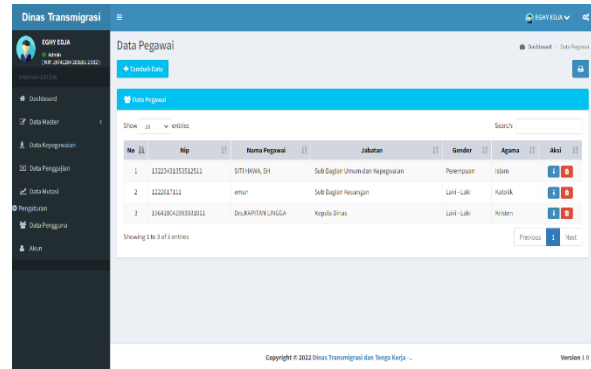 Dinas Transmigrasi
EGHY EDJA
EGHY EDJA
Admin
Data Pegawai
Dashboard
Data Pegawai
+ Tambah Data
Dashboard
Data Pegawai
Data Master
Show 10 entries
Search:
Data Kepegawaian
No Nip Nama Pegawai Jabatan Gender Agama Aksi
Data Penggajian
1 SITI HAWA, SH Sub Bagian Umum dan Kepegwaian Perempuan Islam
Data Mutasi
2 1222617111 Sub Bagian Keuangan Laki - Laki Katolik
Pengaturan
3 Drs.KAPITAN LINGGA Kepala Dinas Laki - Laki Kristen
Data Pengguna
Showing 1 to 3 of 3 entries
Previous 1 Next
Akun
Copyright © 2022 Dinas Transmigrasi dan Tenga Kerja - .
Version 1.0